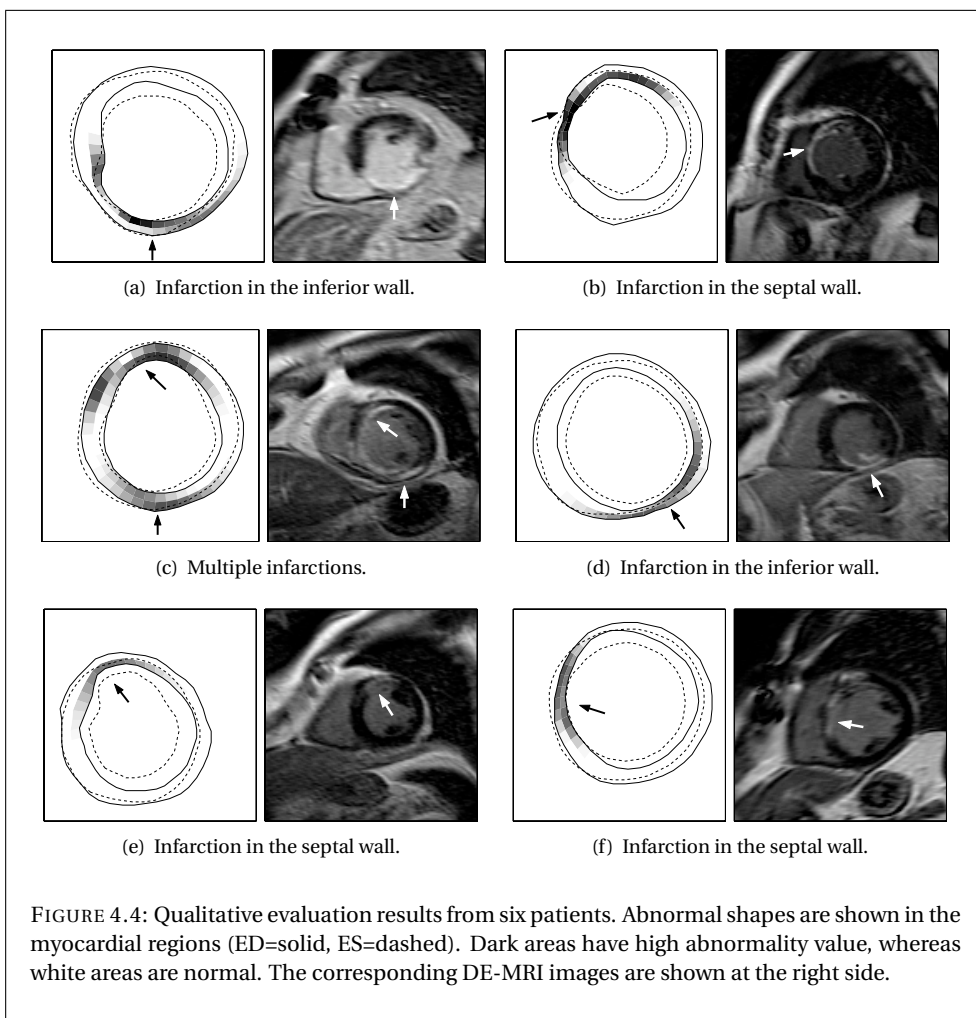 (a) Infarction in the inferior wall.
(b) Infarction in the septal wall.
(c) Multiple infarctions.
(d) Infarction in the inferior wall.
(e) Infarction in the septal wall.
(f) Infarction in the septal wall.
FIGURE 4.4: Qualitative evaluation results from six patients. Abnormal shapes are shown in the
myocardial regions (ED=solid, ES=dashed). Dark areas have high abnormality value, whereas
white areas are normal. The corresponding DE-MRI images are shown at the right side.